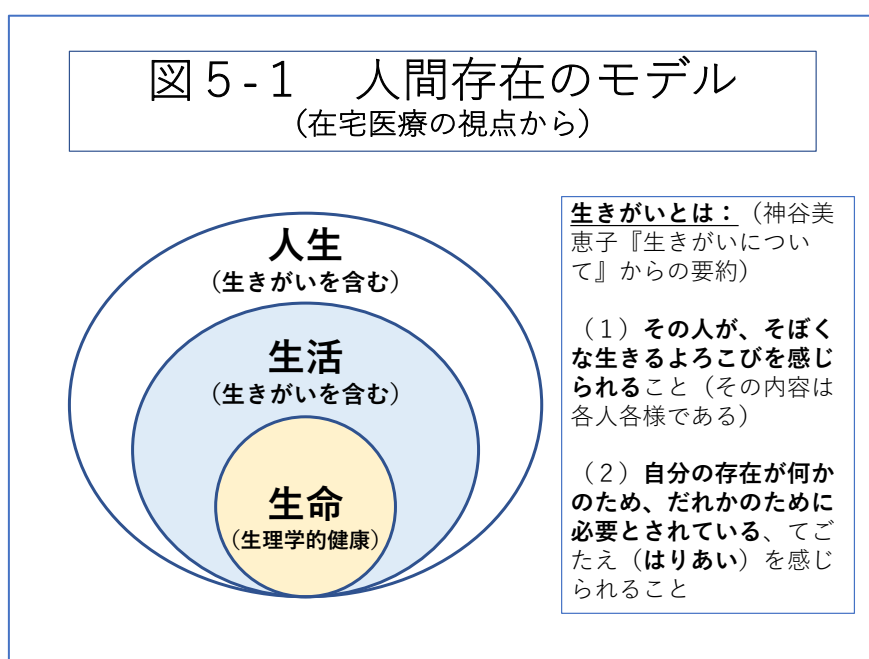 図５-１　人間存在のモデル
（在宅医療の視点から）
人生
（生きがいを含む）
生活
（生きがいを含む）
生命
（生理学的健康）
生きがいとは：（神谷美
恵子『生きがいについ
て』からの要約）
（１）その人が、そぼく
な生きるよろこびを感じ
られること（その内容は
各人各様である）
（２）自分の存在が何か
のため、だれかのために
必要とされている、てご
たえ（はりあい）を感じ
られること